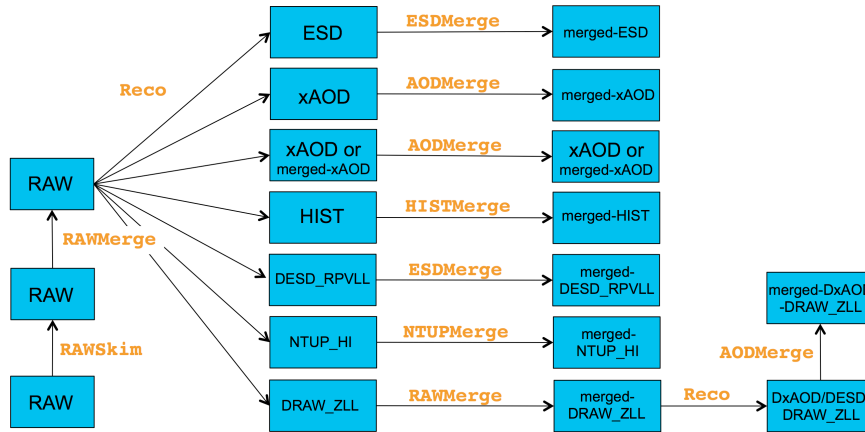 ESD
ESDMerge
merged-ESD
Reco
xAOD
AODMerge
merged-xAOD
xAOD or
merged-xAOD
AODMerge
xAOD or
merged-xAOD
RAW
HIST
HISTMerge
merged-HIST
RAWMerge
DESD_RPVLL
ESDMerge
merged-
DESD_RPVLL
RAW
merged-DxAOD
-DRAW_ZLL
RAWSkim
NTUP_HI
NTUPMerge
merged-
NTUP_HI
AODMerge
RAW
DRAW_ZLL
RAWMerge
merged-
DRAW_ZLL
Reco
DxAOD/DESD
DRAW_ZLL